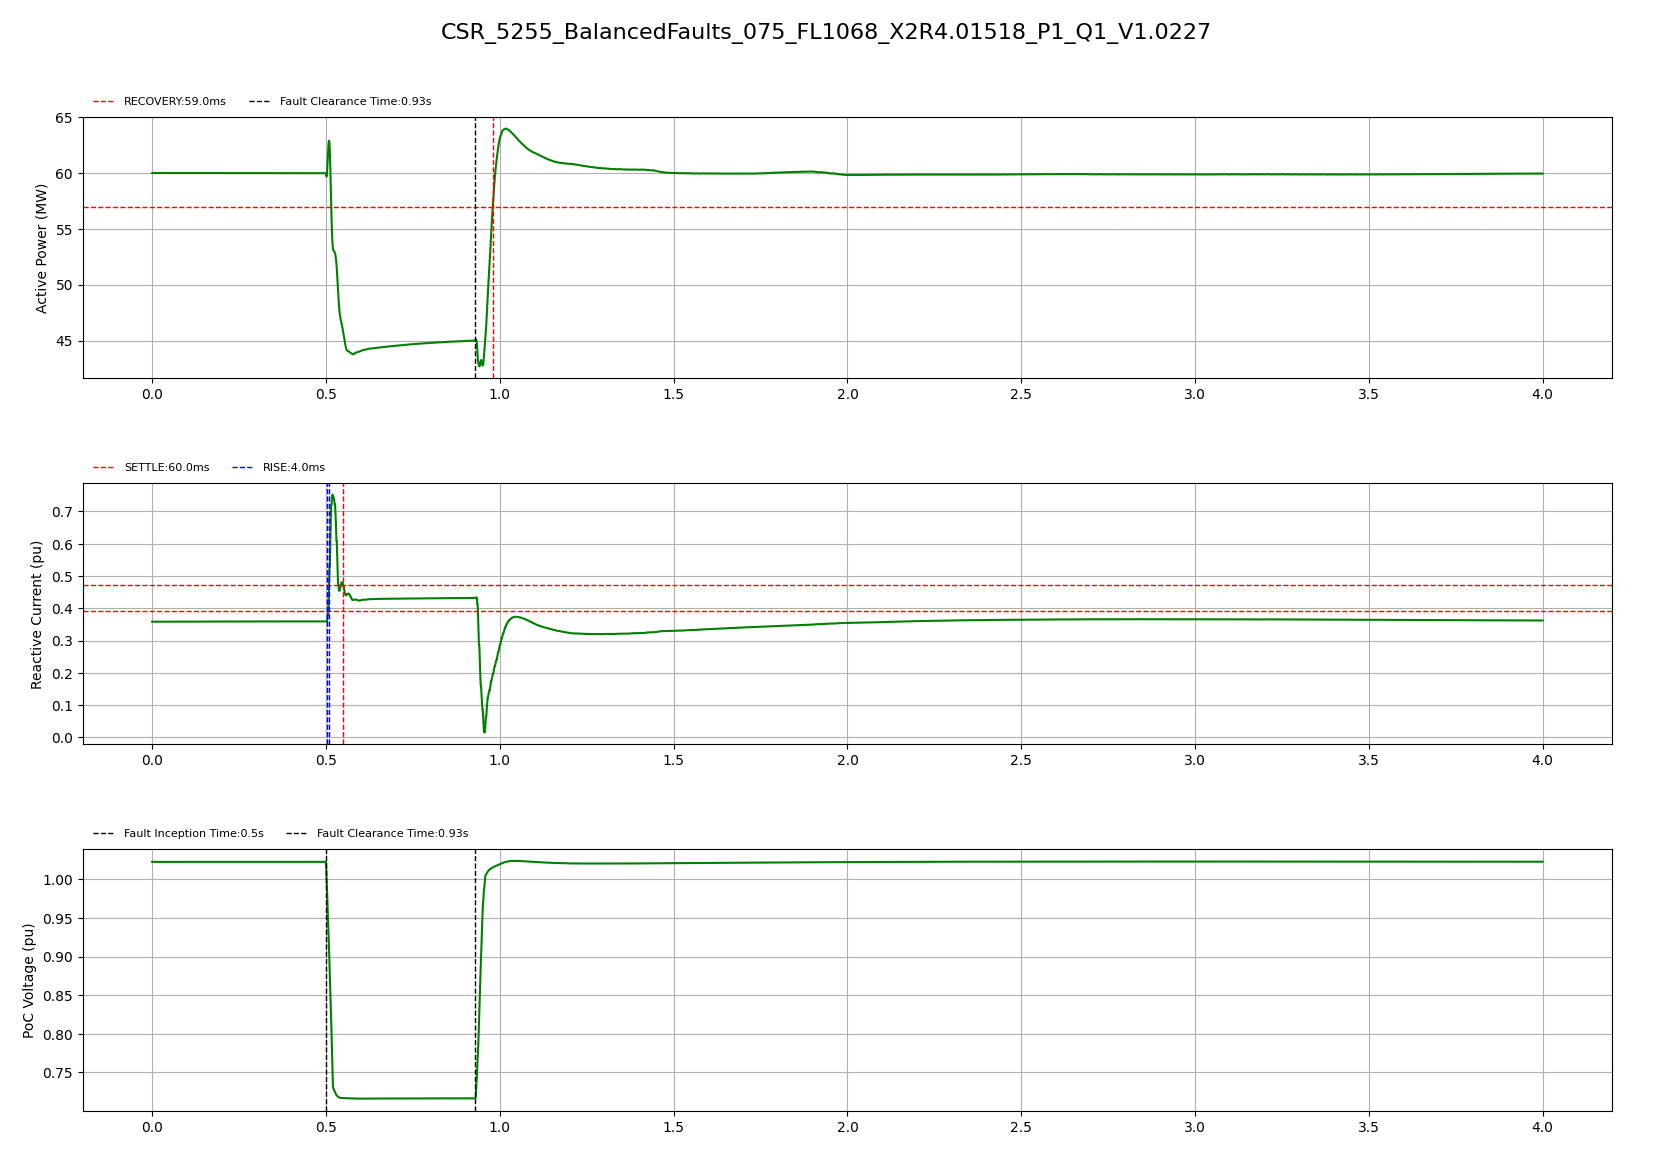 CSR_5255_BalancedFaults_075_FL1068_X2R4.01518_P1_Q1_V1.0227
RECOVERY:59.0ms Fault Clearance Time:0.93s
Active Power (MW)
65
60
55
50
45
0.0 0.5 1.0 1.5 2.0 2.5 3.0 3.5 4.0
SETTLE:60.0ms RISE:4.0ms
Reactive Current (pu)
0.7
0.6
0.5
0.4
0.3
0.2
0.1
0.0
0.0 0.5 1.0 1.5 2.0 2.5 3.0 3.5 4.0
Fault Inception Time:0.5s Fault Clearance Time:0.93s
PoC Voltage (pu)
1.00
0.95
0.90
0.85
0.80
0.75
0.0 0.5 1.0 1.5 2.0 2.5 3.0 3.5 4.0